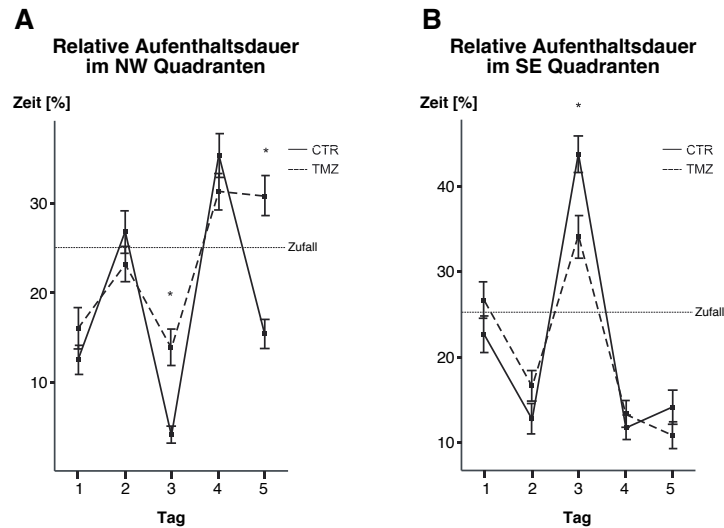 A
Relative Aufenthaltsdauer
im NW Quadranten
Zeit [%]
*
CTR
TMZ
30
Zufall
20
*
10
1 2 3 4 5
Tag
B
Relative Aufenthaltsdauer
im SE Quadranten
Zeit [%]
*
CTR
TMZ
40
30
Zufall
20
10
1 2 3 4 5
Tag